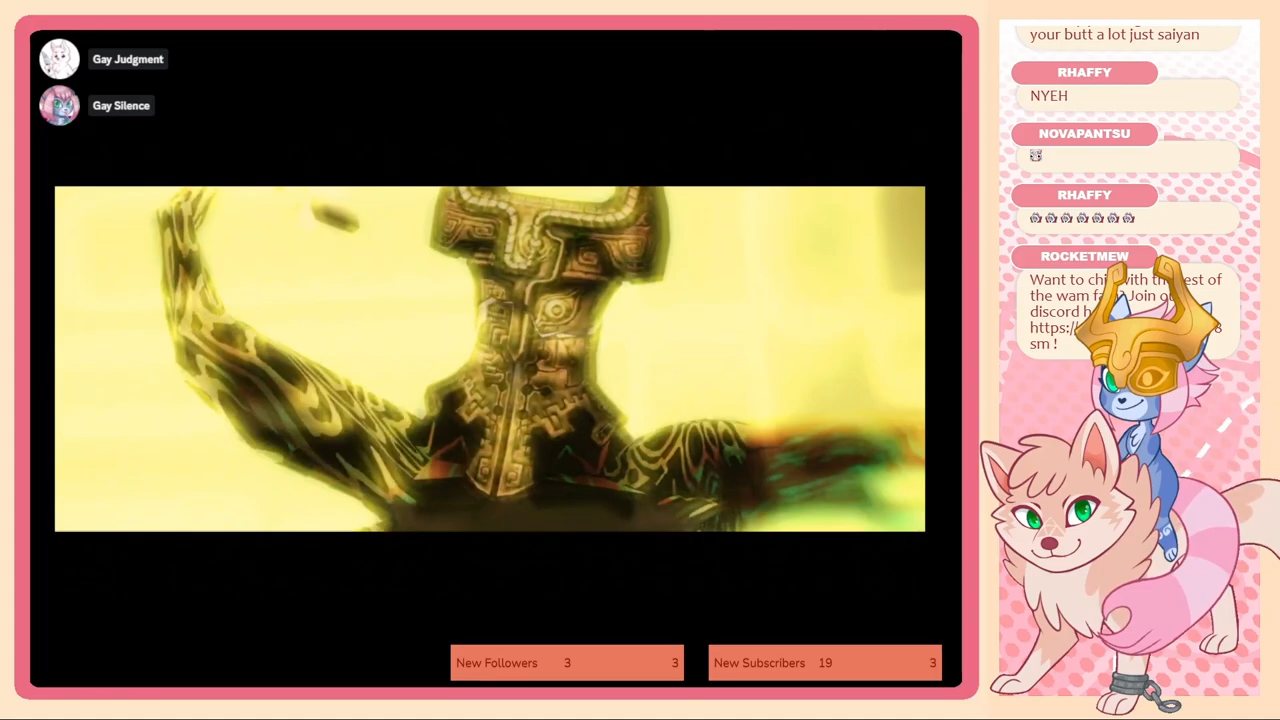 Gay Judgment
Gay Silence
New Followers 3 3
New Subscribers 19 3
your butt a lot just saiyan
RHAFFY
NYEH
NOVAPANTSU
RHAFFY
ROCKETMEW
Want to with est of
the wam Join
discord
https://
sm !